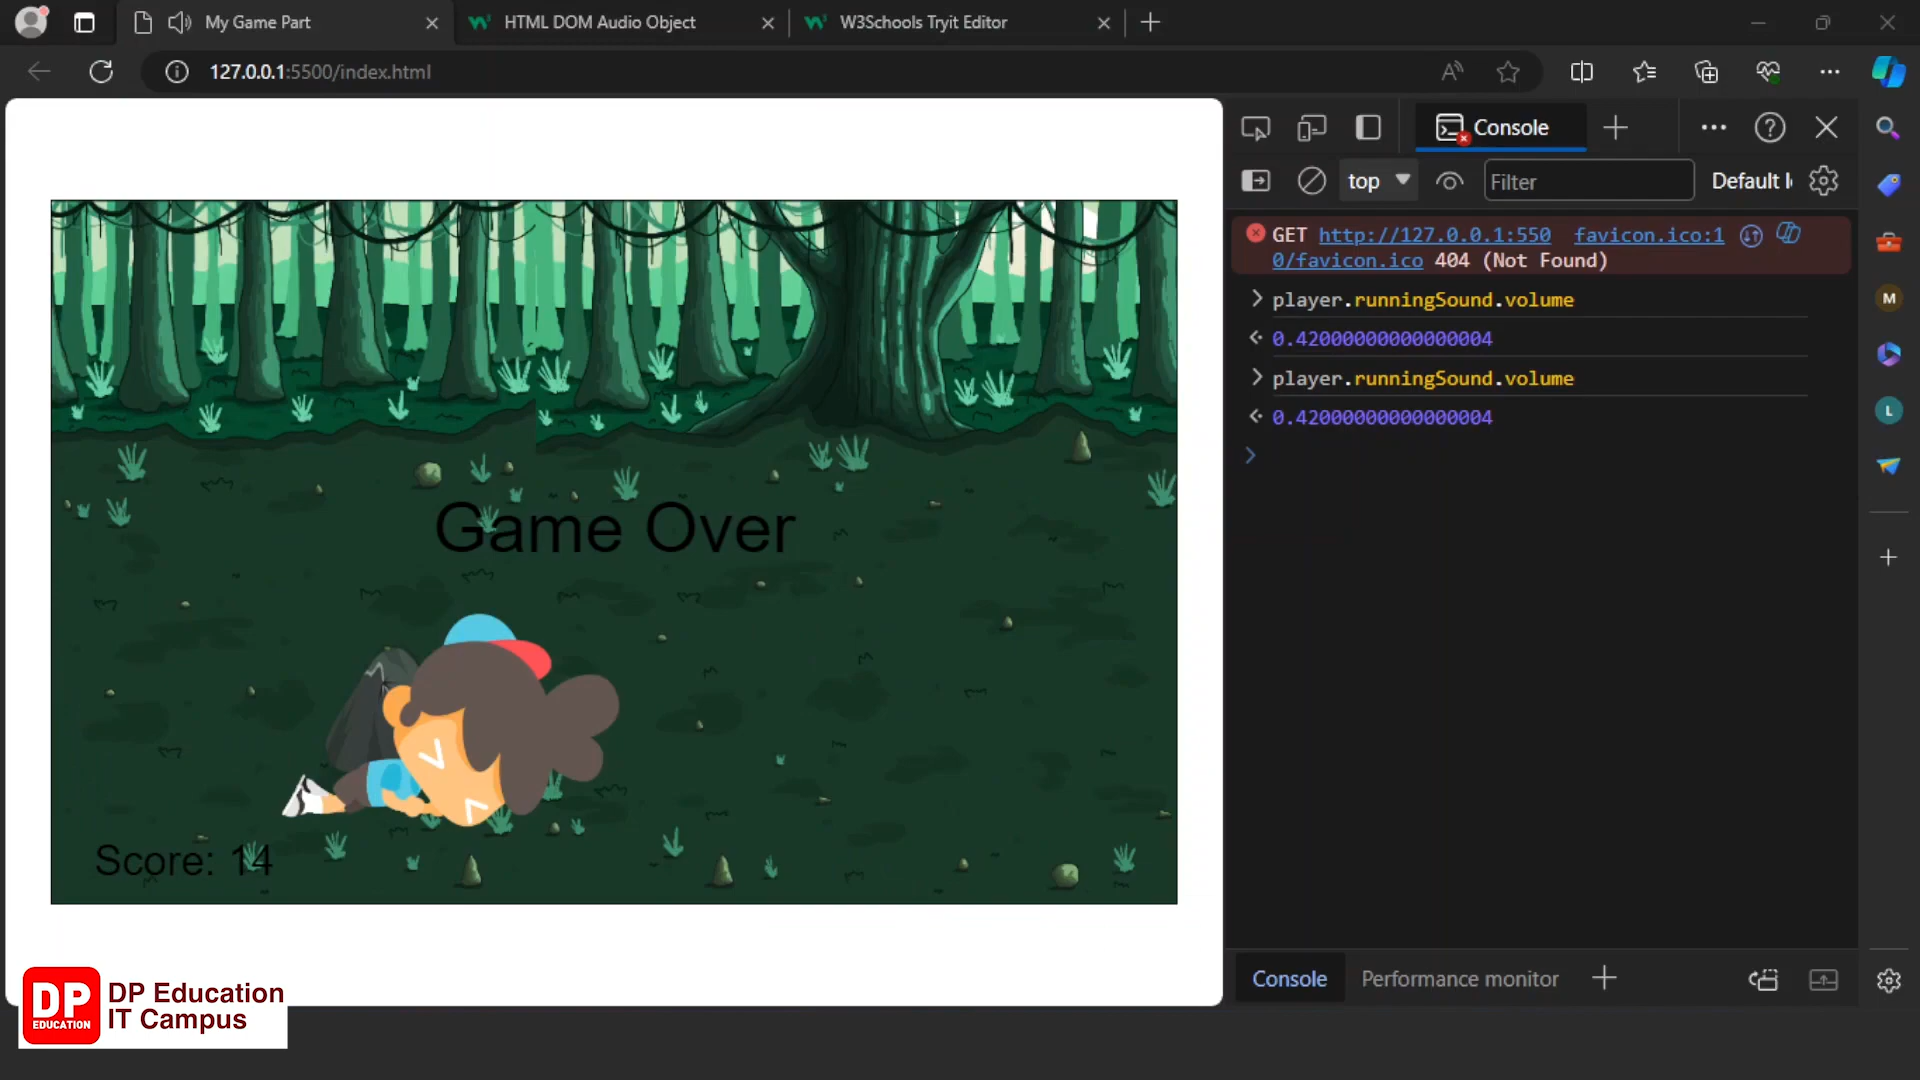 My Game Part
HTML DOM Audio Object
W3Schools Tryit Editor
127.0.0.1:5500/index.html
Console
top
Filter
Default l
GET http://127.0.0.1:550 favicon.ico:1
0/favicon.ico 404 (Not Found)
player.runningSound.volume
0.42000000000000004
player.runningSound.volume
0.42000000000000004
M
L
Game Over
Score: 14
Console
Performance monitor
DP
EDUCATION
DP Education
IT Campus